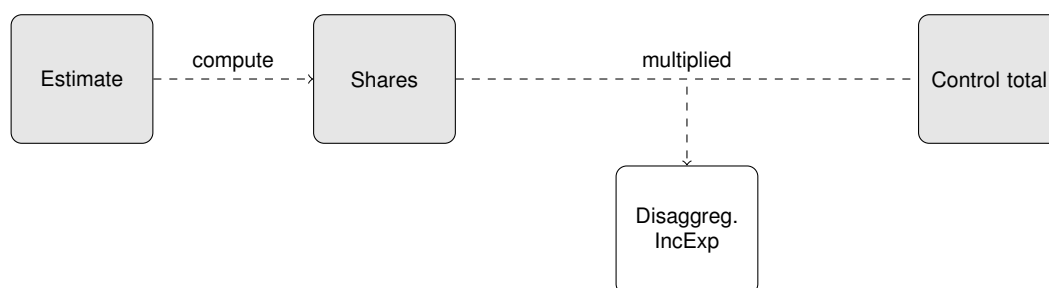 Estimate
compute
Shares
multiplied
Control total
Disaggreg.
IncExp